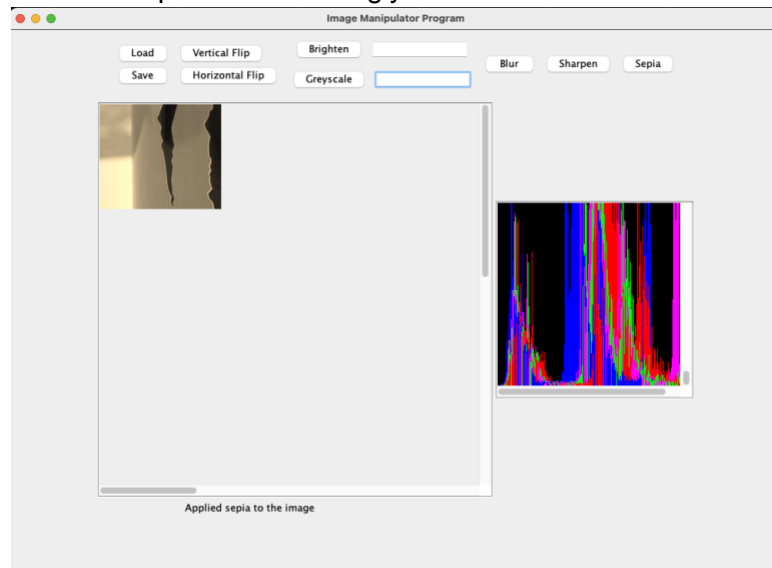 Image Manipulator Program
Load Vertical Flip Brighten
Blur Sharpen Sepia
Save Horizontal Flip Greyscale
Applied sepia to the image